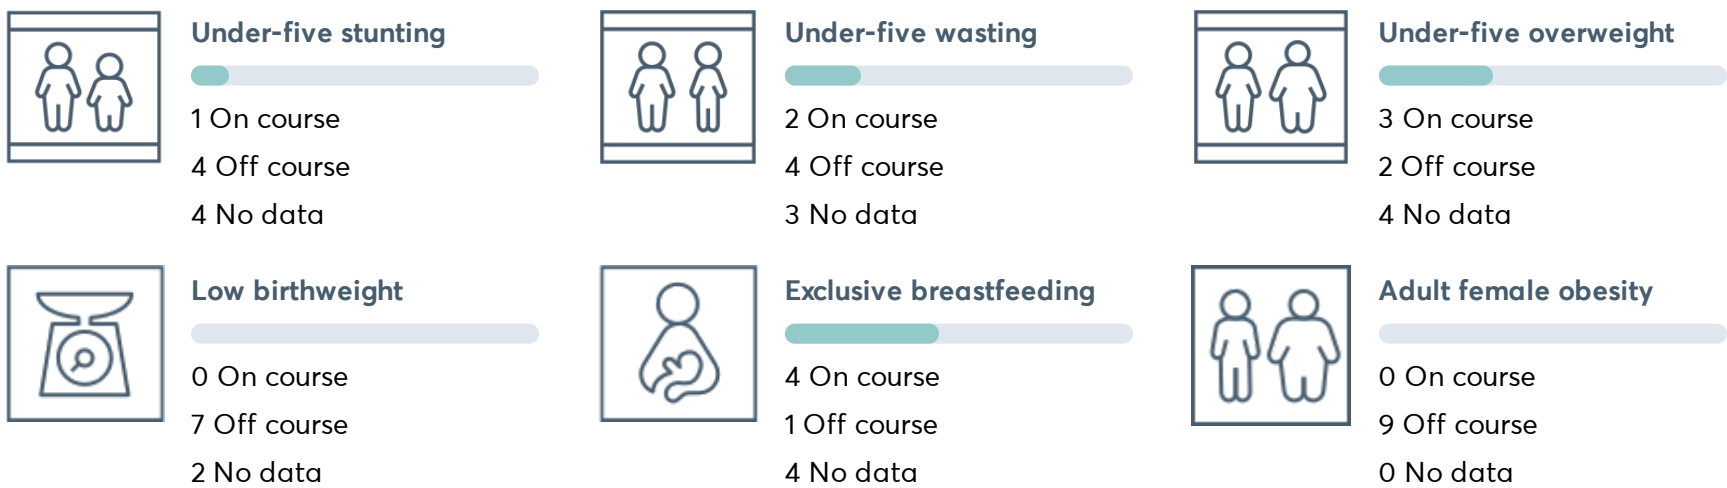 Under-five stunting
1 On course
4 Off course
4 No data
Under-five wasting
2 On course
4 Off course
3 No data
Under-five overweight
3 On course
2 Off course
4 No data
Low birthweight
0 On course
7 Off course
2 No data
Exclusive breastfeeding
4 On course
1 Off course
4 No data
Adult female obesity
0 On course
9 Off course
0 No data